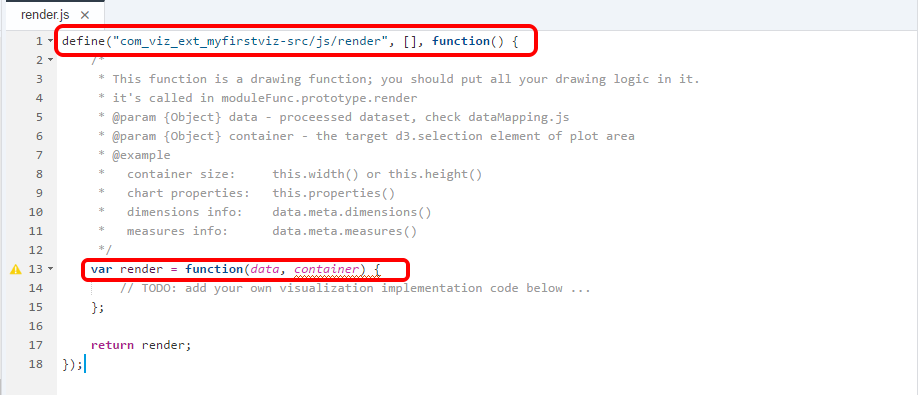 render.js ×
1 define("com_viz_ext_myfirstviz-src/js/render", [], function() {
2 /*
3 * This function is a drawing function; you should put all your drawing logic in it.
4 * it's called in moduleFunc.prototype.render
5 * @param {Object} data - proceessed dataset, check dataMapping.js
6 * @param {Object} container - the target d3.selection element of plot area
7 * @example
8 *   container size:     this.width() or this.height()
9 *   chart properties:   this.properties()
10 *   dimensions info:    data.meta.dimensions()
11 *   measures info:      data.meta.measures()
12 */
13 var render = function(data, container) {
14 // TODO: add your own visualization implementation code below ...
15 };
16
17 return render;
18 });